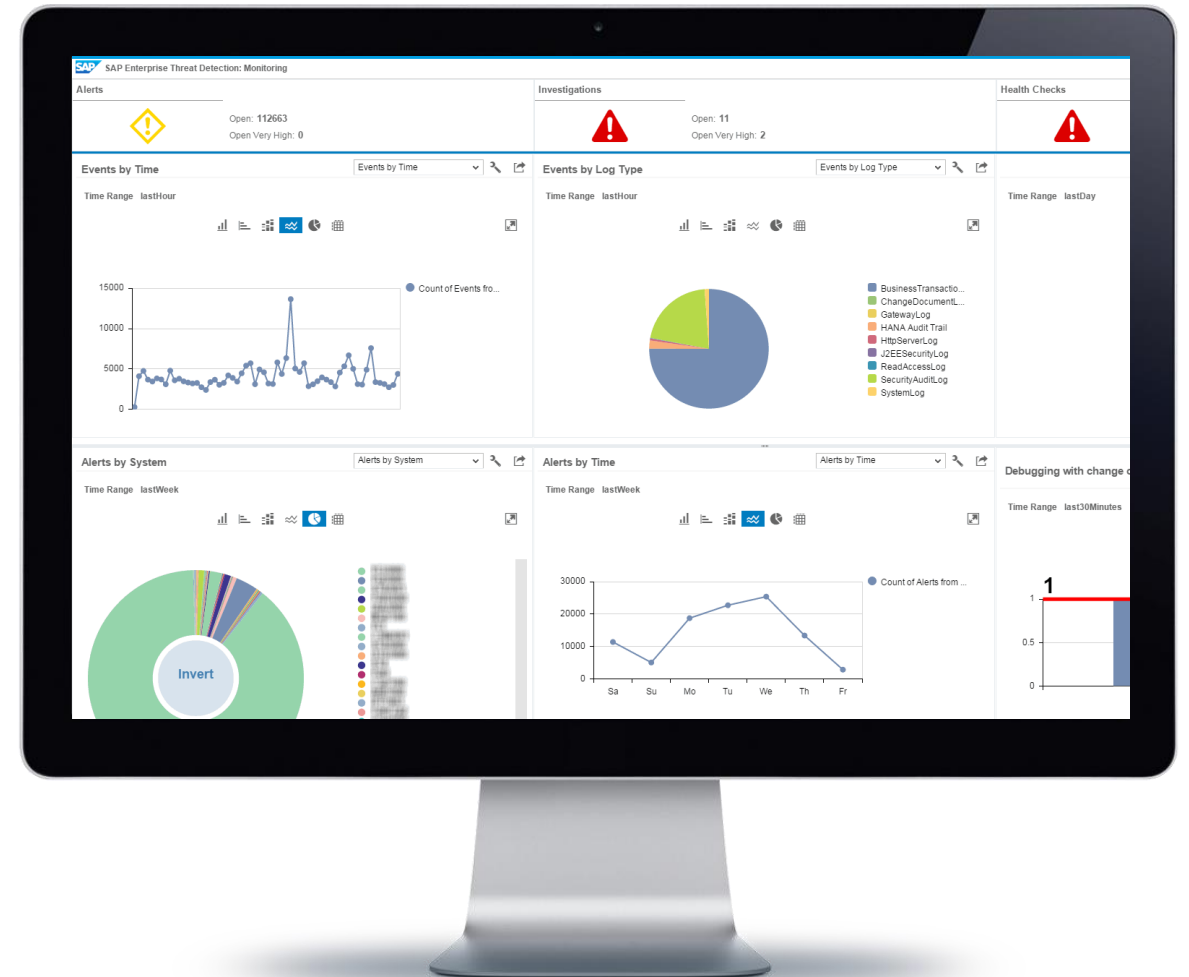 SAP SAP Enterprise Threat Detection: Monitoring
Alerts
Open: 112663
Open Very High: 0
Investigations
Open: 11
Open Very High: 2
Health Checks
Events by Time
Events by Time
Time Range lastHour
15000
10000
5000
0
Count of Events fro...
Events by Log Type
Events by Log Type
Time Range lastHour
BusinessTransactio...
ChangeDocumentL...
GatewayLog
HANA Audit Trail
HttpServerLog
J2EESecurityLog
ReadAccessLog
SecurityAuditLog
SystemLog
Time Range lastDay
Alerts by System
Alerts by System
Time Range lastWeek
Invert
Alerts by Time
Alerts by Time
Time Range lastWeek
30000
20000
10000
0
Sa Su Mo Tu We Th Fr
Count of Alerts from ...
Debugging with change
Time Range last30Minutes
1
1
0.5
0